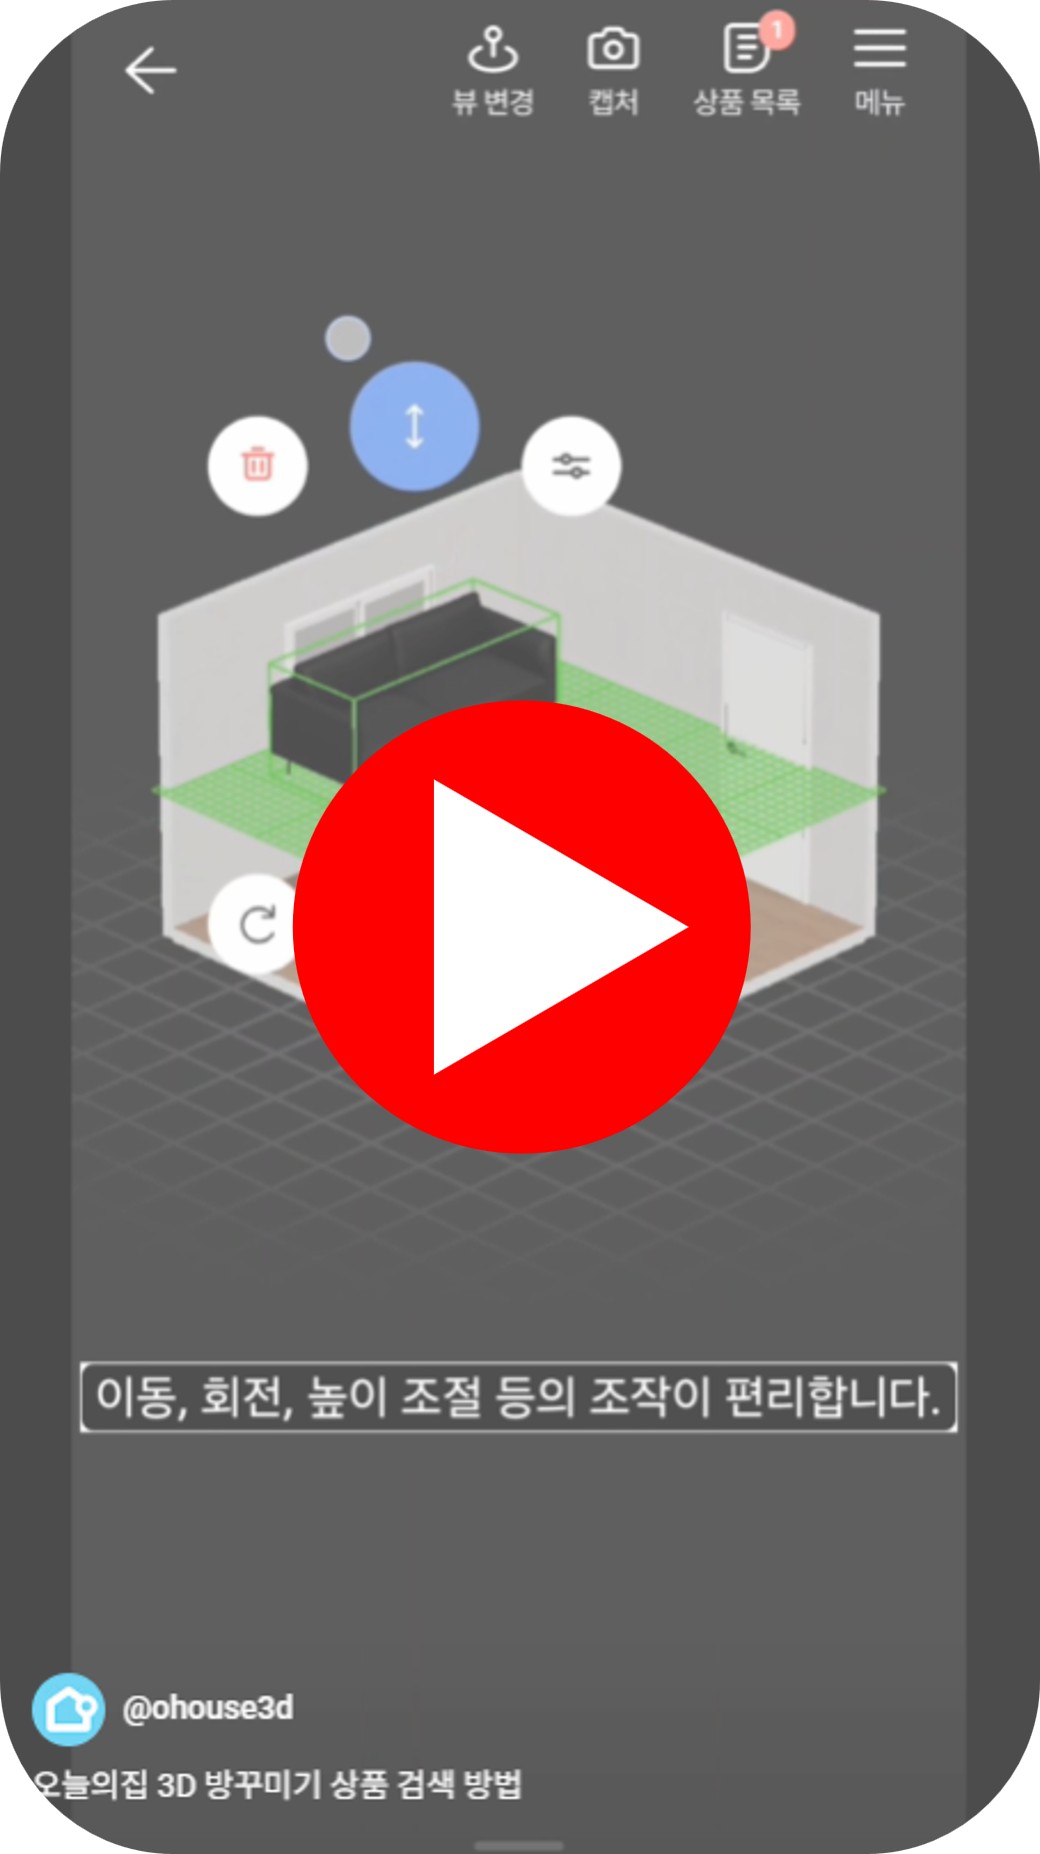 뷰 변경
캡처
1
상품 목록
메뉴
이동, 회전, 높이 조절 등의 조작이 편리합니다.
@ohouse3d
오늘의집 3D 방꾸미기 상품 검색 방법